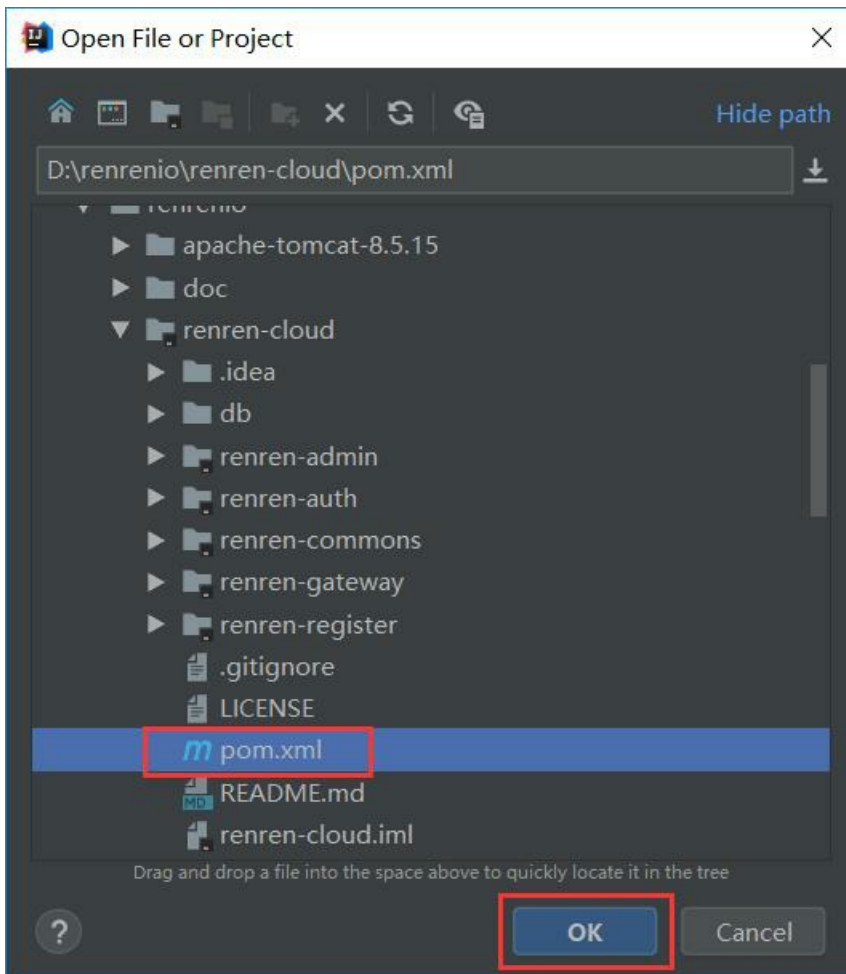 Open File or Project
Hide path
D:\renrenio\renren-cloud\pom.xml
renrenio
apache-tomcat-8.5.15
doc
renren-cloud
.idea
db
renren-admin
renren-auth
renren-commons
renren-gateway
renren-register
.gitignore
LICENSE
pom.xml
README.md
renren-cloud.iml
Drag and drop a file into the space above to quickly locate it in the tree
?
OK
Cancel